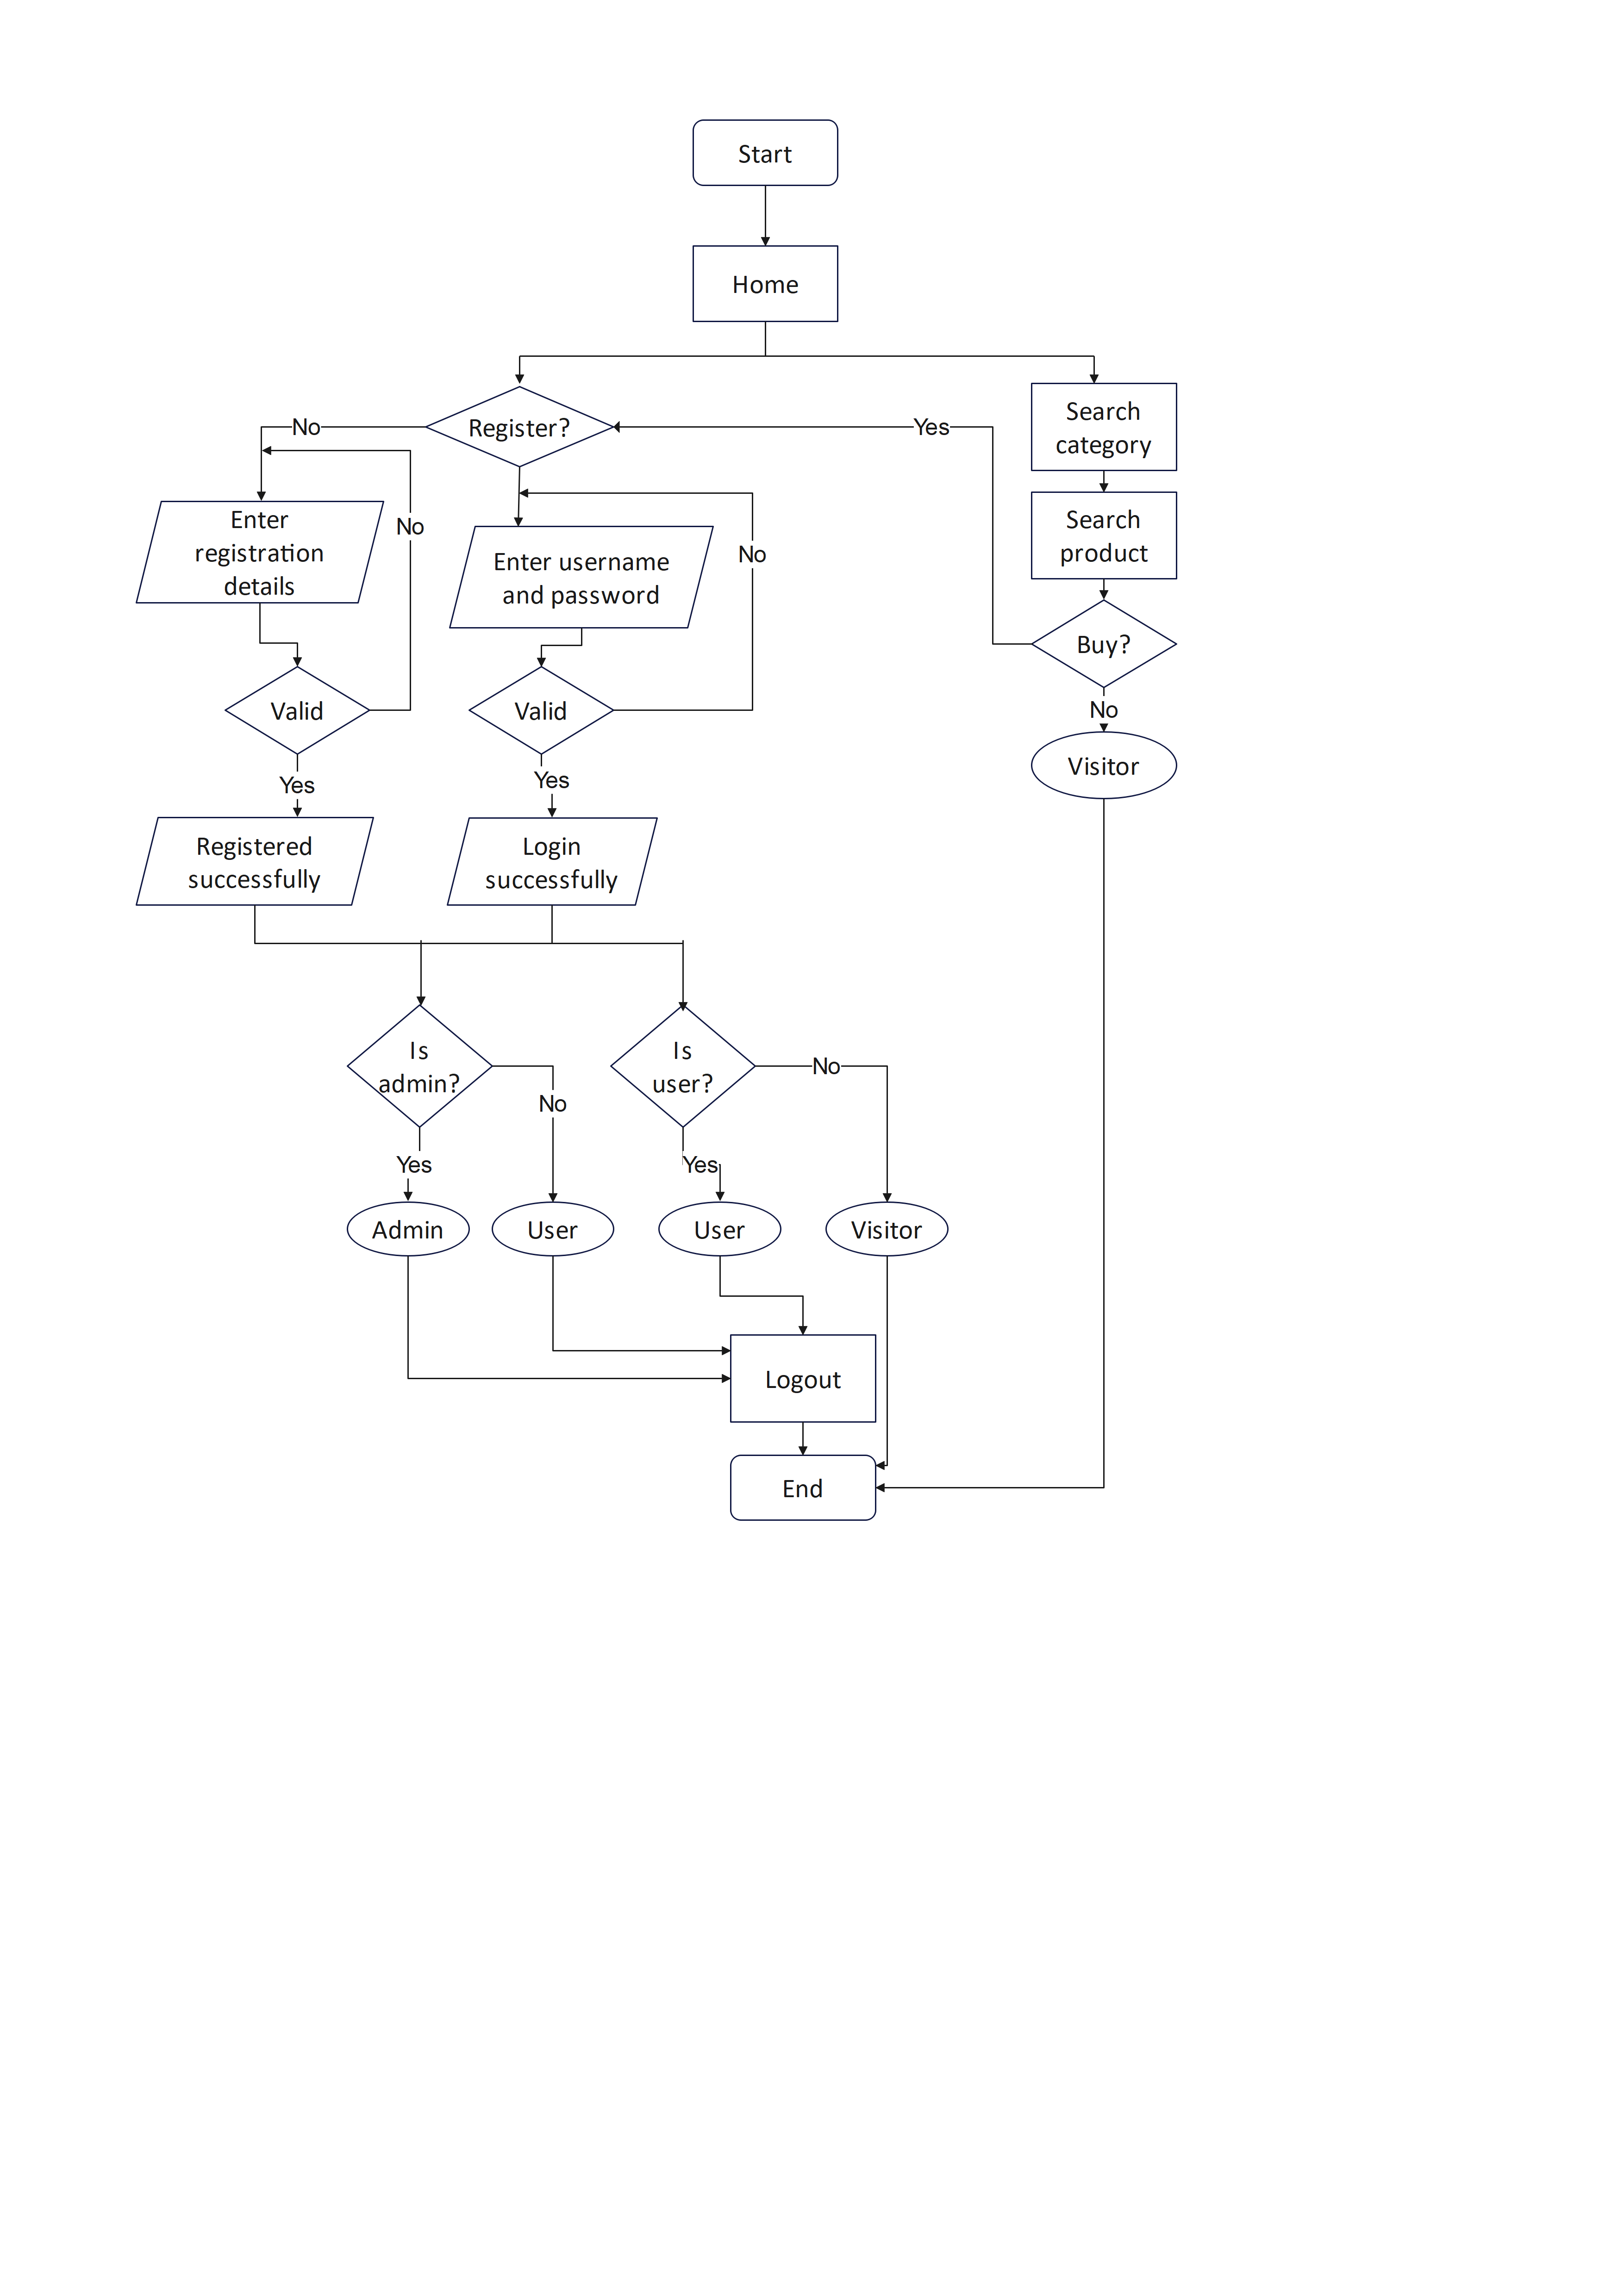 Start
Home
Register?
No
Yes
Search
category
Enter
registration
details
No
Enter username
and password
No
Search
product
Buy?
Valid
Valid
No
Yes
Yes
Visitor
Registered
successfully
Login
successfully
Is
admin?
No
Is
user?
No
Yes
Yes
Admin
User
User
Visitor
Logout
End